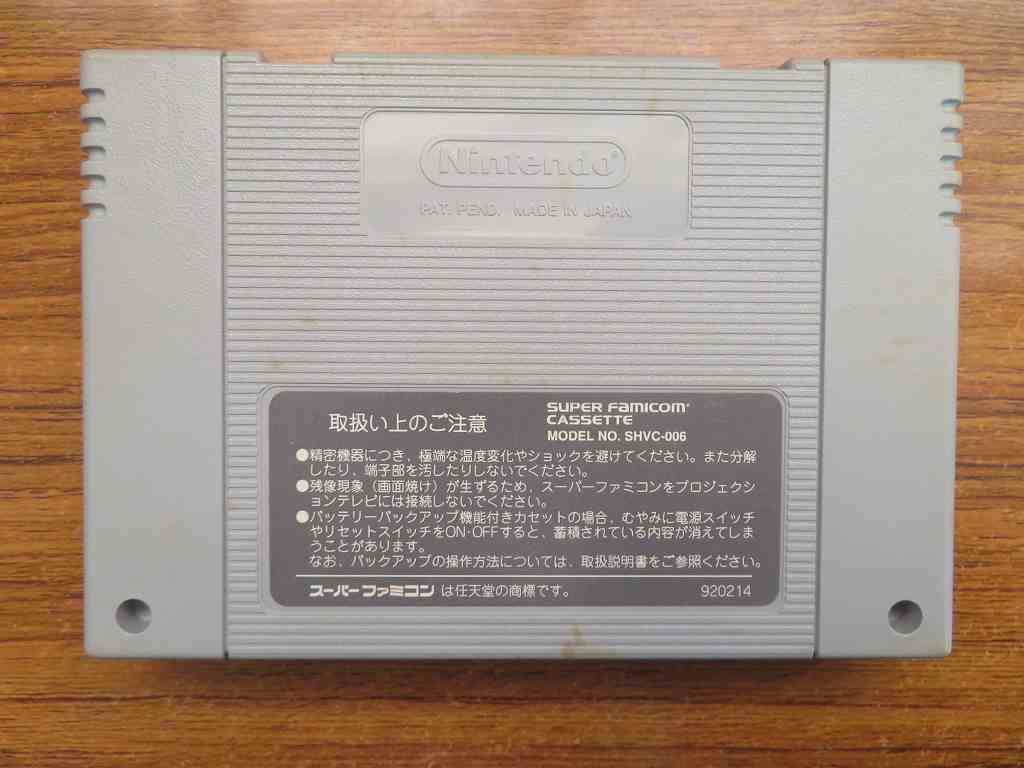 Nintendo®
PAT. PEND. MADE IN JAPAN
取扱い上のご注意
SUPER FAMICOM®
CASSETTE
MODEL NO. SHVC-006
●精密機器につき、極端な温度変化やショックを避けてください。また分解
したり、端子部を汚したりしないでください。
●残像現象（画面焼け）が生ずるため、スーパーファミコンをプロジェクシ
ョンテレビには接続しないでください。
●バッテリーバックアップ機能付きカセットの場合、むやみに電源スイッチ
やリセットスイッチをON・OFFすると、蓄積されている内容が消えてしま
うことがあります。
なお、バックアップの操作方法については、取扱説明書をご参照ください。
スーパーファミコン は任天堂の商標です。
920214